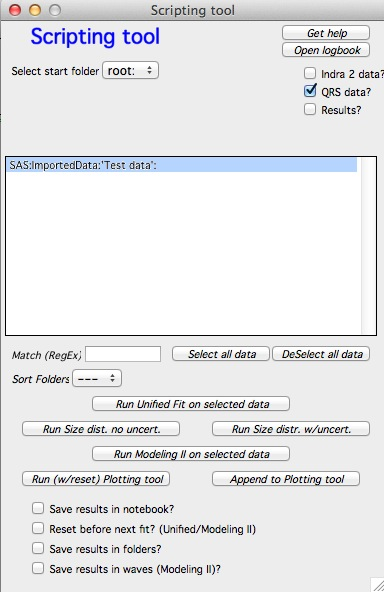 Scripting tool
Scripting tool
Get help
Open logbook
Select start folder root:
Indra 2 data?
QRS data?
Results?
SAS:ImportedData:'Test data':
Match (RegEx)
Select all data
DeSelect all data
Sort Folders ---
Run Unified Fit on selected data
Run Size dist. no uncert.
Run Size distr. w/uncert.
Run Modeling II on selected data
Run (w/reset) Plotting tool
Append to Plotting tool
Save results in notebook?
Reset before next fit? (Unified/Modeling II)
Save results in folders?
Save results in waves (Modeling II)?